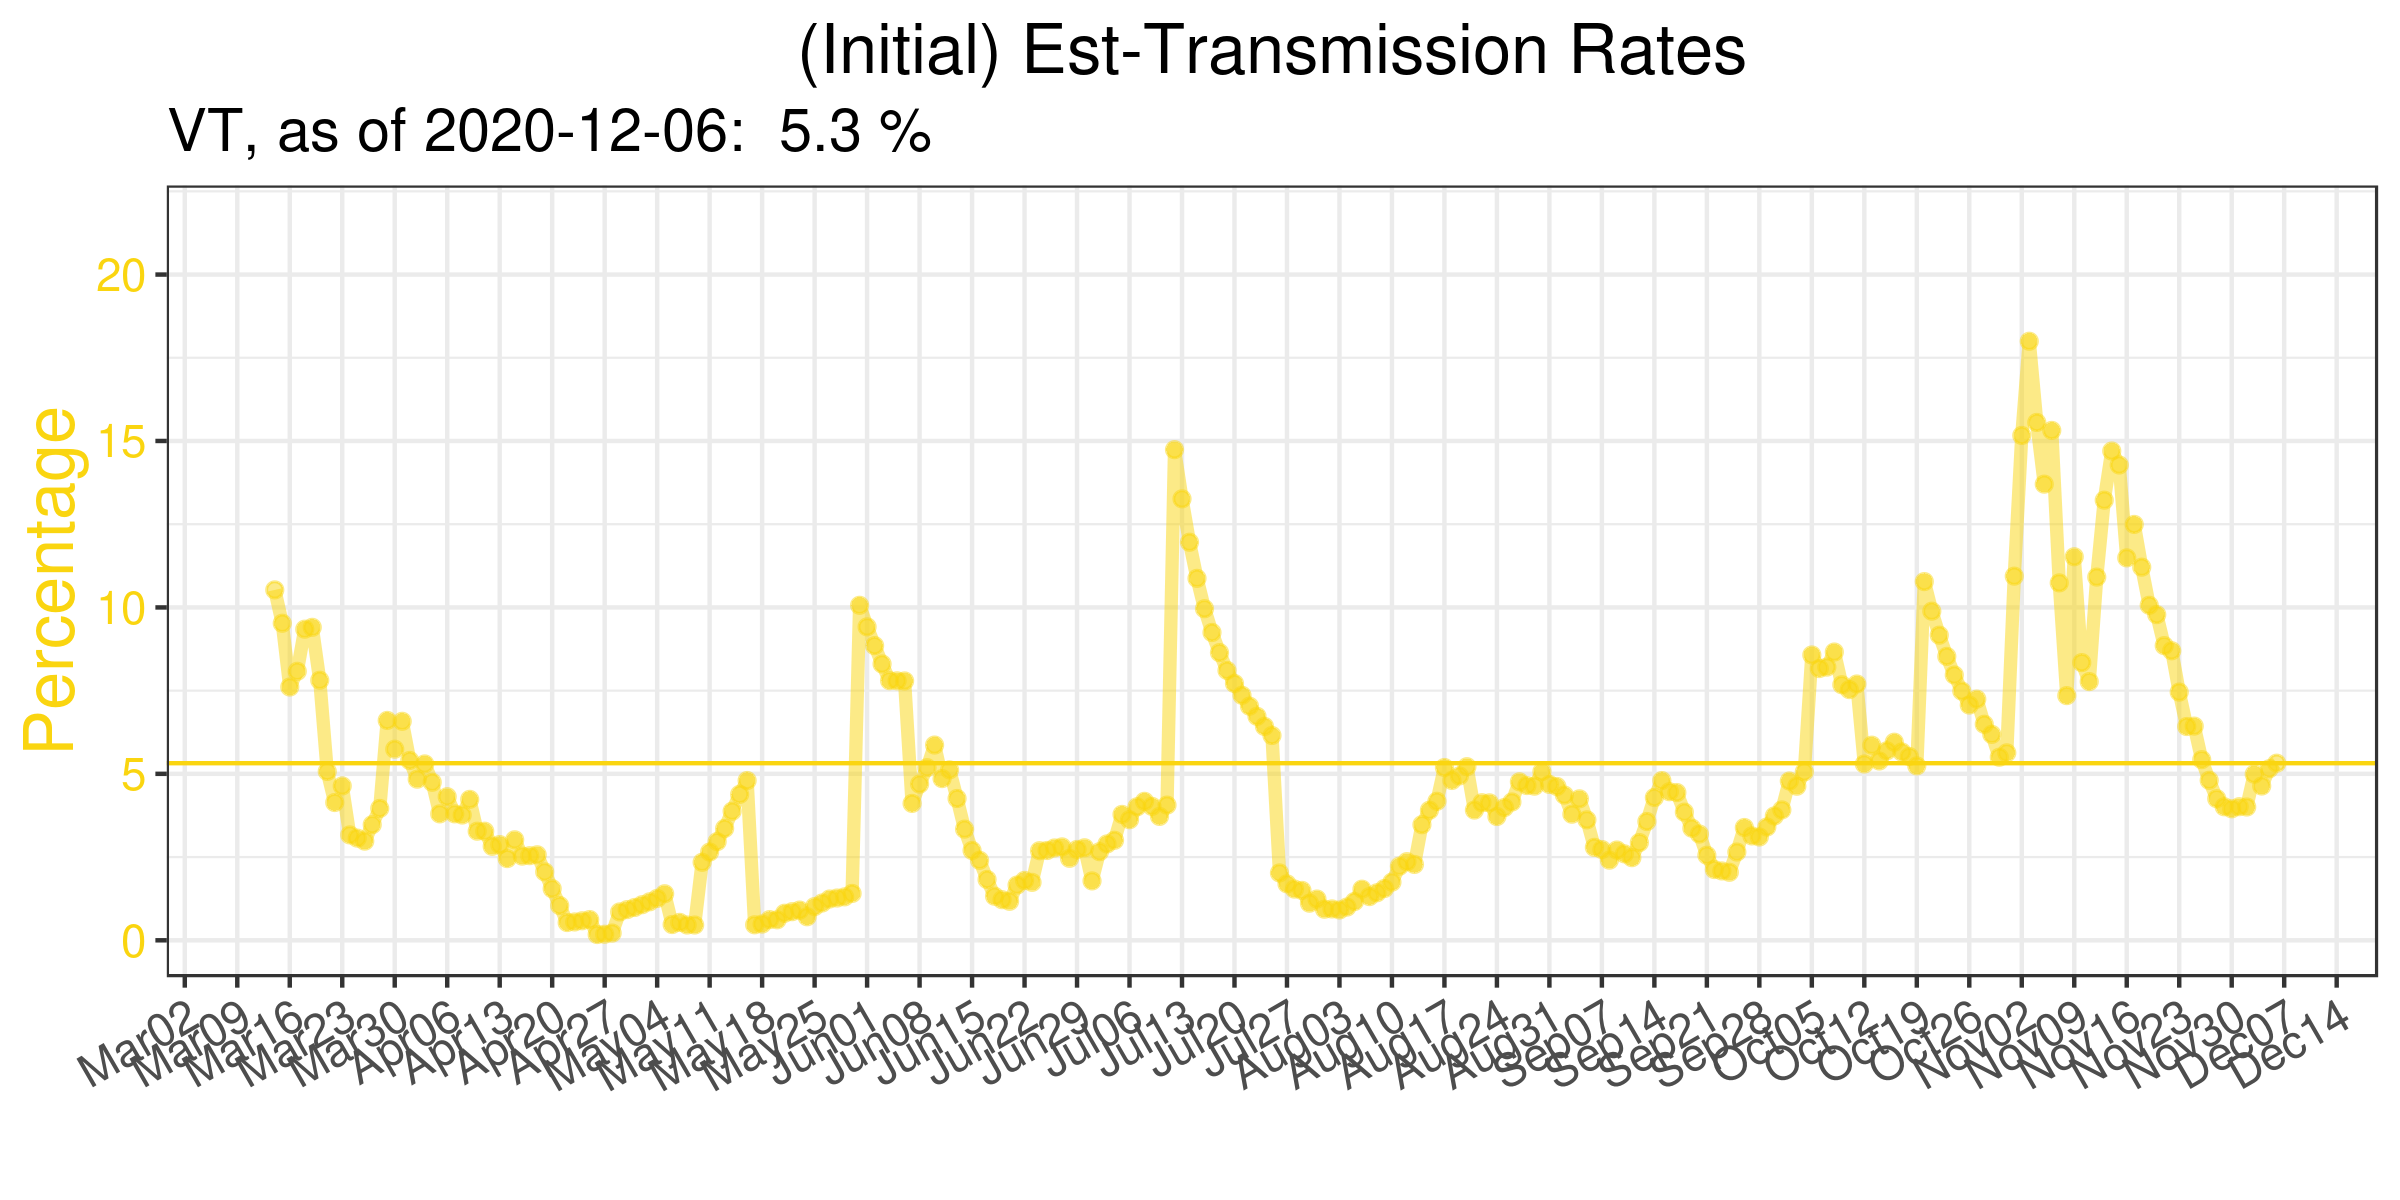 (Initial) Est-Transmission Rates
VT, as of 2020-12-06:  5.3 %
Percentage
20
15
10
5
0
Mar02
Mar09
Mar16
Mar23
Mar30
Apr06
Apr13
Apr20
Apr27
May04
May11
May18
May25
Jun01
Jun08
Jun15
Jun22
Jun29
Jul06
Jul13
Jul20
Jul27
Aug03
Aug10
Aug17
Aug24
Aug31
Sep07
Sep14
Sep21
Sep28
Oct05
Oct12
Oct19
Oct26
Nov02
Nov09
Nov16
Nov23
Nov30
Dec07
Dec14